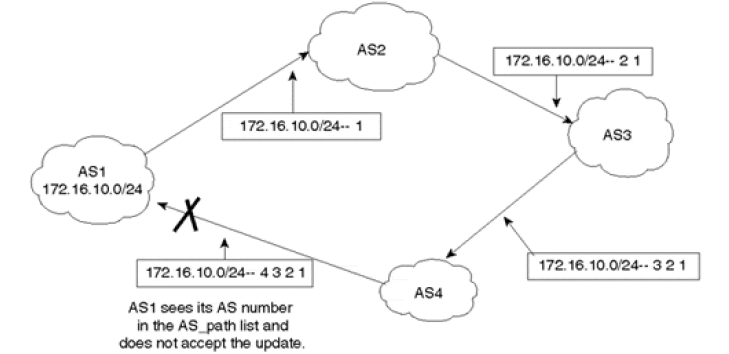 AS2
172.16.10.0/24-- 2 1
172.16.10.0/24-- 1
AS3
AS1
172.16.10.0/24
172.16.10.0/24-- 4 3 2 1
172.16.10.0/24-- 3 2 1
AS4
AS1 sees its AS number
in the AS_path list and
does not accept the update.